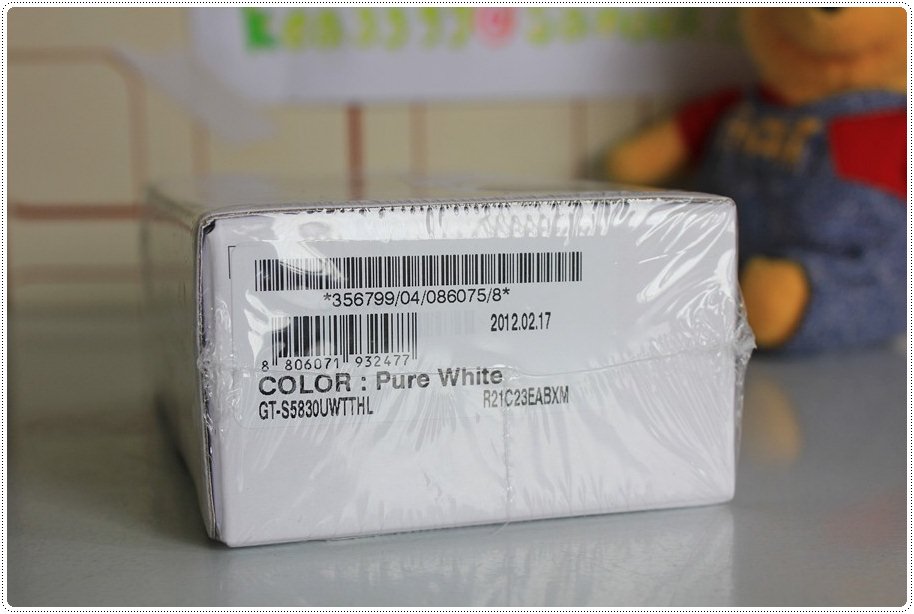 *356799/04/086075/8*
2012.02.17
8 806071 932477
COLOR : Pure White
GT-S5830UWTTHL
R21C23EABXM